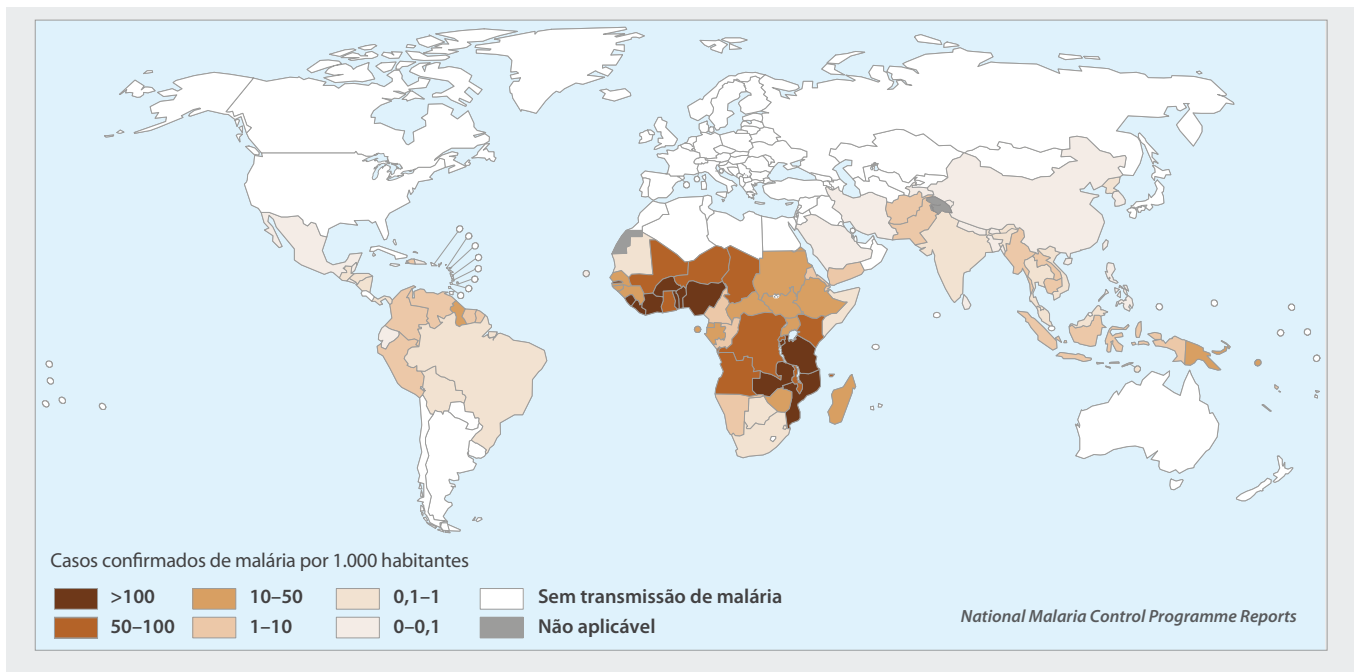 Casos confirmados de malária por 1.000 habitantes
>100
10–50
0,1–1
Sem transmissão de malária
50–100
1–10
0–0,1
Não aplicável
National Malaria Control Programme Reports